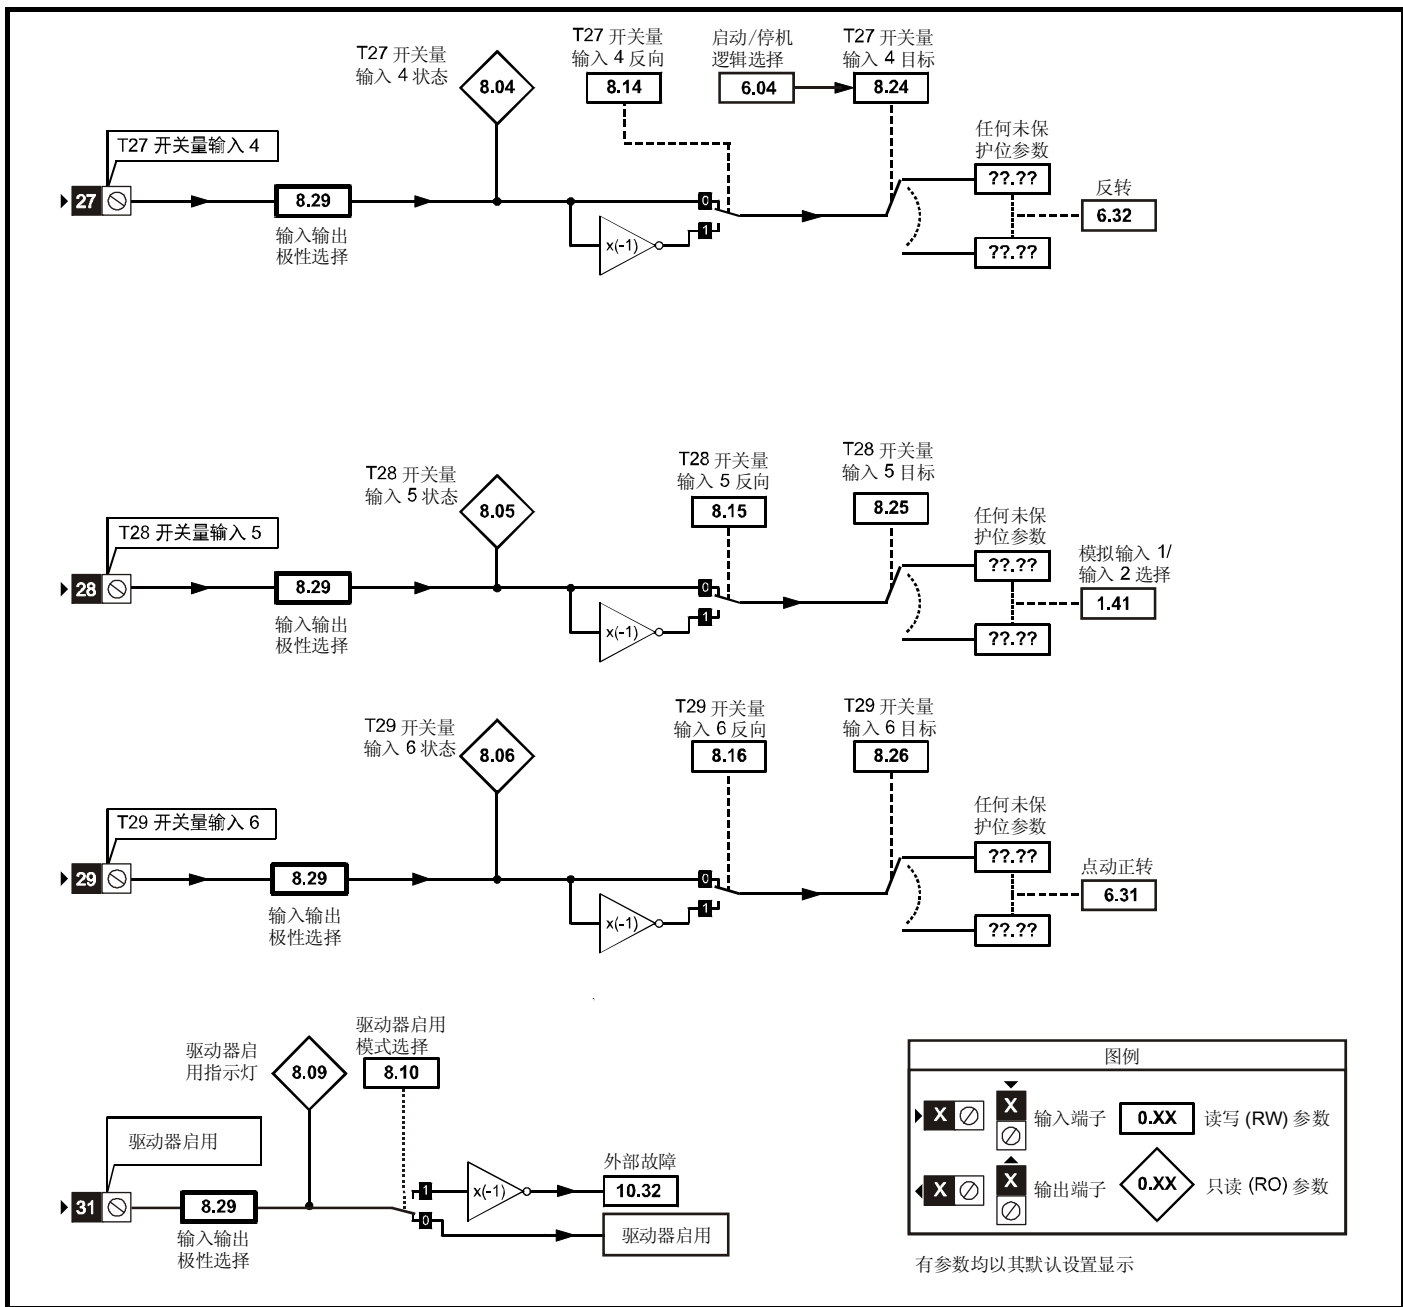 T27 开关量
输入 4 状态
8.04
T27 开关量
输入 4 反向
8.14
启动/停机
逻辑选择
6.04
T27 开关量
输入 4 目标
8.24
T27 开关量输入 4
27
8.29
输入输出
极性选择
x(-1)
0
1
任何未保
护位参数
??.??
??.??
反转
6.32
T28 开关量
输入 5 状态
8.05
T28 开关量
输入 5 反向
8.15
T28 开关量
输入 5 目标
8.25
T28 开关量输入 5
28
8.29
输入输出
极性选择
x(-1)
0
1
任何未保
护位参数
??.??
??.??
模拟输入 1/
输入 2 选择
1.41
T29 开关量
输入 6 状态
8.06
T29 开关量
输入 6 反向
8.16
T29 开关量
输入 6 目标
8.26
T29 开关量输入 6
29
8.29
输入输出
极性选择
x(-1)
0
1
任何未保
护位参数
??.??
??.??
点动正转
6.31
驱动器启
用指示灯
8.09
驱动器启用
模式选择
8.10
驱动器启用
31
8.29
输入输出
极性选择
1
0
x(-1)
外部故障
10.32
驱动器启用
图例
X
X
输入端子
0.XX
读写 (RW) 参数
X
X
输出端子
0.XX
只读 (RO) 参数
有参数均以其默认设置显示